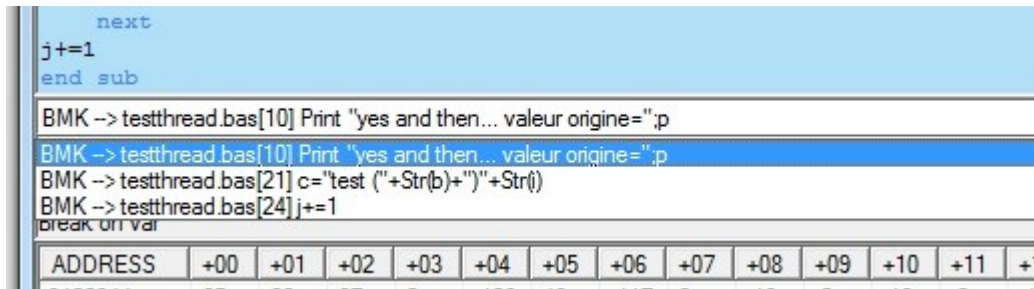 next
j+=1
end sub
BMK --> testthread.bas[10] Print "yes and then... valeur origine=";p
BMK --> testthread.bas[10] Print "yes and then... valeur origine=";p
BMK --> testthread.bas[21] c="test ("+Str(b)+")"+Str(i)
BMK --> testthread.bas[24] j+=1
Break on var
ADDRESS +00 +01 +02 +03 +04 +05 +06 +07 +08 +09 +10 +11